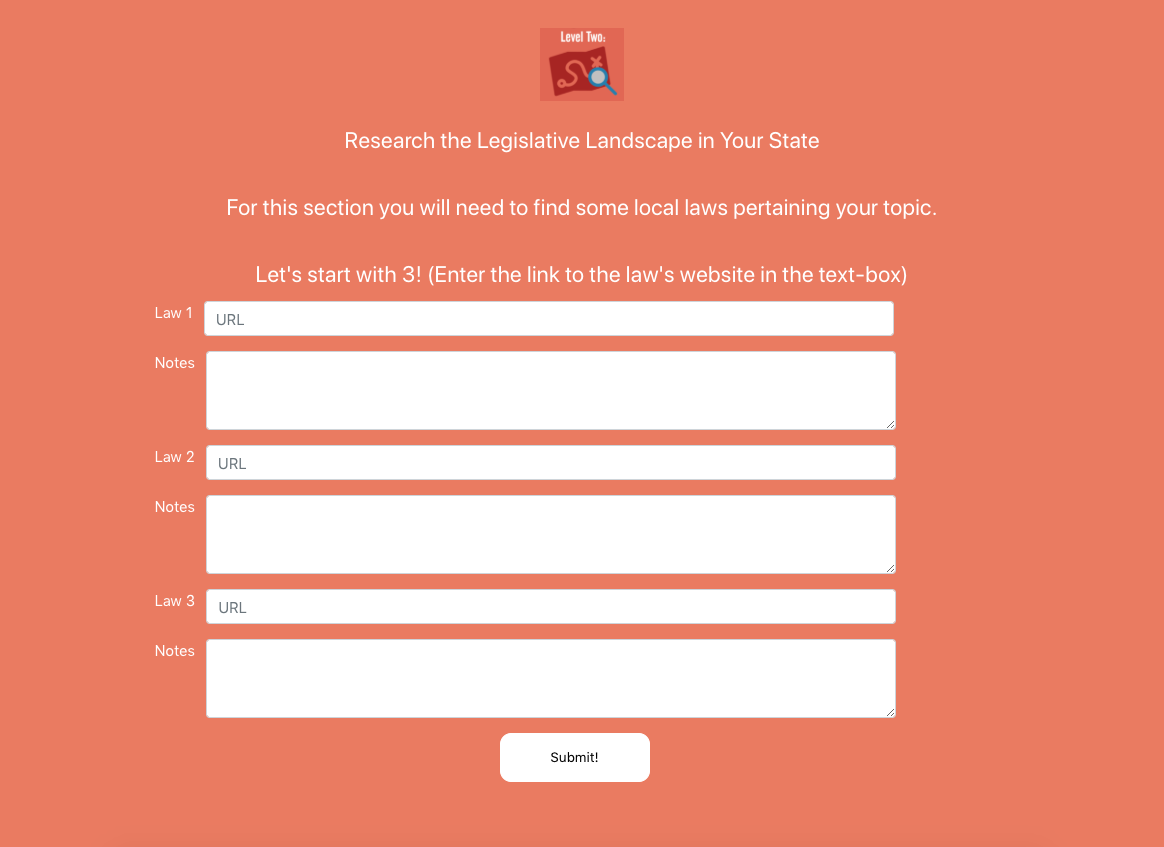 Level Two:
Research the Legislative Landscape in Your State
For this section you will need to find some local laws pertaining your topic.
Let's start with 3! (Enter the link to the law's website in the text-box)
Law 1 URL
Notes
Law 2 URL
Notes
Law 3 URL
Notes
Submit!